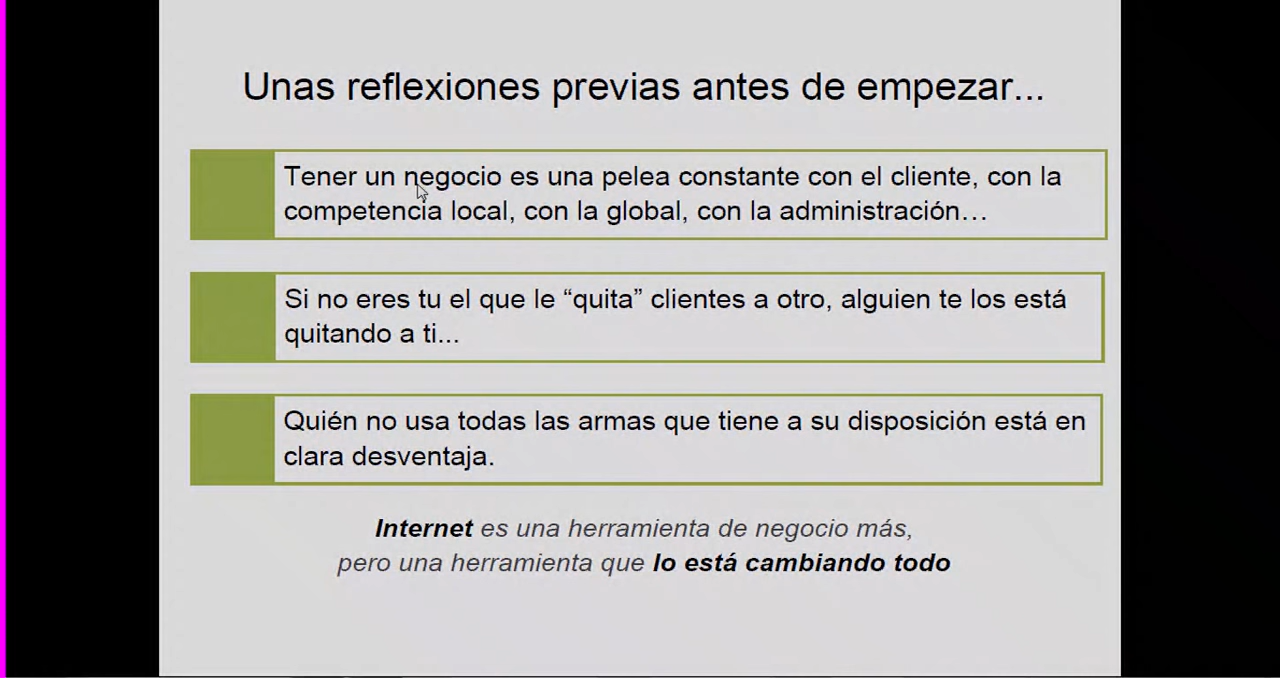 Unas reflexiones previas antes de empezar...
Tener un negocio es una pelea constante con el cliente, con la
competencia local, con la global, con la administración…
Si no eres tu el que le “quita” clientes a otro, alguien te los está
quitando a ti...
Quién no usa todas las armas que tiene a su disposición está en
clara desventaja.
Internet es una herramienta de negocio más,
pero una herramienta que lo está cambiando todo